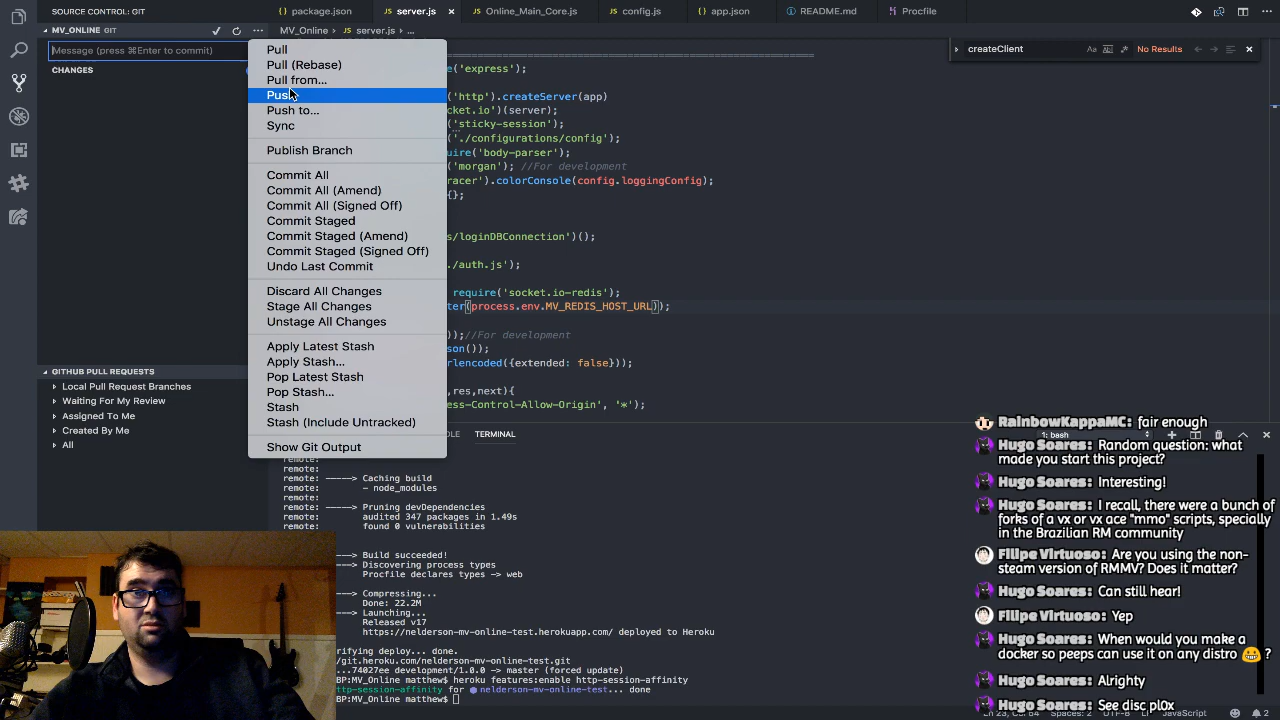 SOURCE CONTROL: GIT
package.json
server.js
Online_Main_Core.js
config.js
app.json
README.md
Procfile
MV_ONLINE GIT
MV_Online
server.js
...
Message (press ⌘Enter to commit)
CHANGES
Pull
Pull (Rebase)
Pull from...
Push
Push to...
Sync
Publish Branch
Commit All
Commit All (Amend)
Commit All (Signed Off)
Commit Staged
Commit Staged (Amend)
Commit Staged (Signed Off)
Undo Last Commit
Discard All Changes
Stage All Changes
Unstage All Changes
Apply Latest Stash
Apply Stash...
Pop Latest Stash
Pop Stash...
Stash
Stash (Include Untracked)
Show Git Output
GITHUB PULL REQUESTS
Local Pull Request Branches
Waiting For My Review
Assigned To Me
Created By Me
All
createClient
No Results
'express');
'http').createServer(app)
cket.io')(server);
'sticky-session')
'./configurations/config');
uire('body-parser');
'morgan'); //For development
racer').colorConsole(config.loggingConfig);
{};
s/loginDBConnection')();
./auth.js');
require('socket.io-redis');
ter(process.env.MV_REDIS_HOST_URL));
));//For development
son());
rlencoded({extended: false}));
,res,next){
ess-Control-Allow-Origin', '*');
OLE
TERMINAL
1: bash
remote:
remote: -----> Caching build
remote: - node_modules
remote:
remote: -----> Pruning devDependencies
remote: audited 347 packages in 1.49s
remote: found 0 vulnerabilities
---> Build succeeded!
---> Discovering process types
Procfile declares types -> web
---> Compressing...
Done: 22.2M
---> Launching...
Released v17
https://nelderson-mv-online-test.herokuapp.com/ deployed to Heroku
rifying deploy... done.
/git.heroku.com/nelderson-mv-online-test.git
...74027ee development/1.0.0 -> master (forced update)
BP:MV_Online matthew$ heroku features:enable http-session-affinity
ttp-session-affinity for nelderson-mv-online-test... done
BP:MV_Online matthew$
RainbowKappaMC: fair enough
Hugo Soares: Random question: what
made you start this project?
Hugo Soares: Interesting!
Hugo Soares: I recall, there were a bunch of
forks of a vx or vx ace "mmo" scripts, specially
in the Brazilian RM community
Filipe Virtuoso: Are you using the non-
steam version of RMMV? Does it matter?
Hugo Soares: Can still hear!
Filipe Virtuoso: Yep
Hugo Soares: When would you make a
docker so peeps can use it on any distro 😀 ?
Hugo Soares: Alrighty
Hugo Soares: See disc pl0x
JavaScript
2